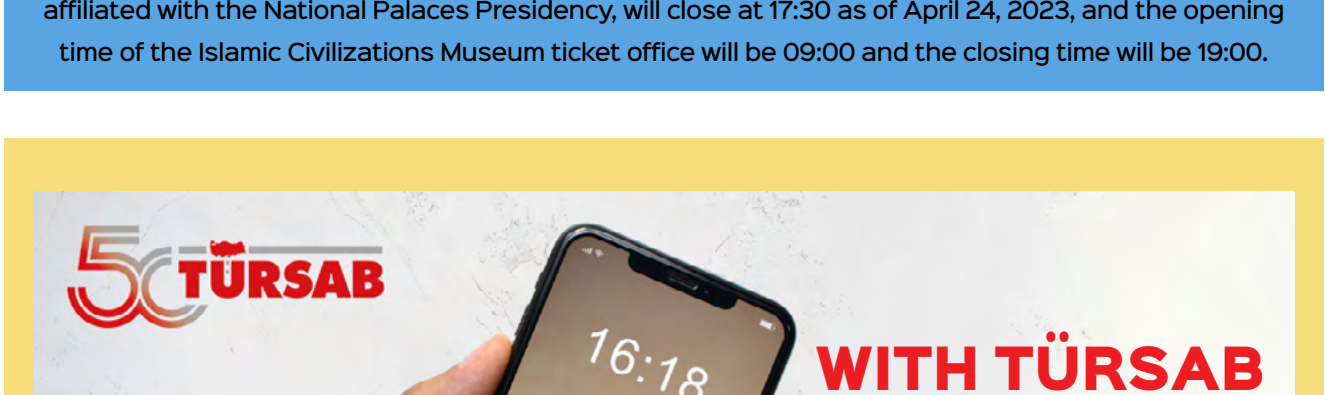 affiliated with the National Palaces Presidency, will close at 17:30 as of April 24, 2023, and the opening
time of the Islamic Civilizations Museum ticket office will be 09:00 and the closing time will be 19:00.
50 TÜRSAB
16:18
WITH TÜRSAB